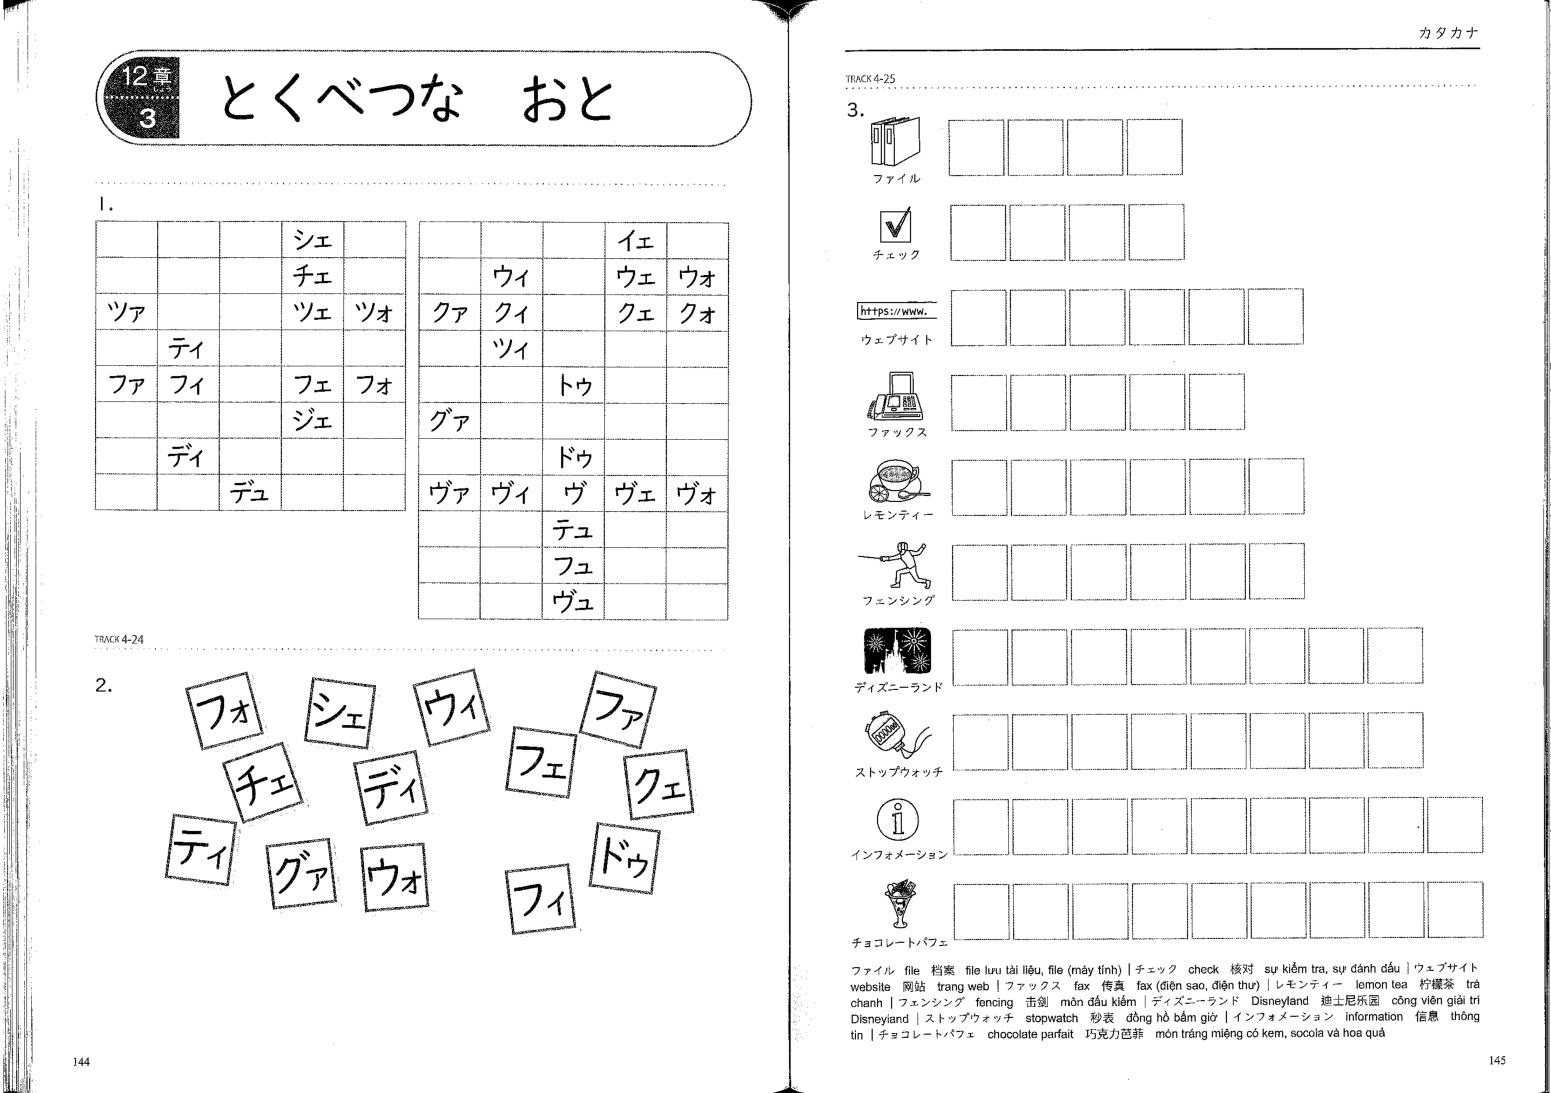 12章
3
とくべつな おと
1.
シェ
チェ
ツァ ツェ ツォ
ティ
ファ フィ フェ フォ
ジェ
ディ
デュ
イェ
ウィ ウェ ウォ
クァ クィ クェ クォ
ツィ
トゥ
グァ
ドゥ
ヴァ ヴィ ヴ ヴェ ヴォ
テュ
フュ
ヴュ
TRACK 4-24
2.
フォ シェ ウィ ファ
チェ ディ フェ クェ
ティ グァ ウォ フィ ドゥ
144
カタカナ
TRACK 4-25
3.
ファイル
チェック
https://www.
ウェブサイト
ファックス
レモンティー
フェンシング
ディズニーランド
ストップウォッチ
i
インフォメーション
チョコレートパフェ
ファイル file 档案 file lưu tài liệu, file (máy tính) | チェック check 核对 sự kiểm tra, sự đánh dấu | ウェブサイト
website 网站 trang web | ファックス fax 传真 fax (điện sao, điện thư) | レモンティー lemon tea 柠檬茶 trà
chanh | フェンシング fencing 击剑 môn đấu kiếm | ディズニーランド Disneyland 迪士尼乐园 công viên giải trí
Disneyland | ストップウォッチ stopwatch 秒表 đồng hồ bấm giờ | インフォメーション information 信息 thông
tin | チョコレートパフェ chocolate parfait 巧克力芭菲 món tráng miệng có kem, socola và hoa quả
145